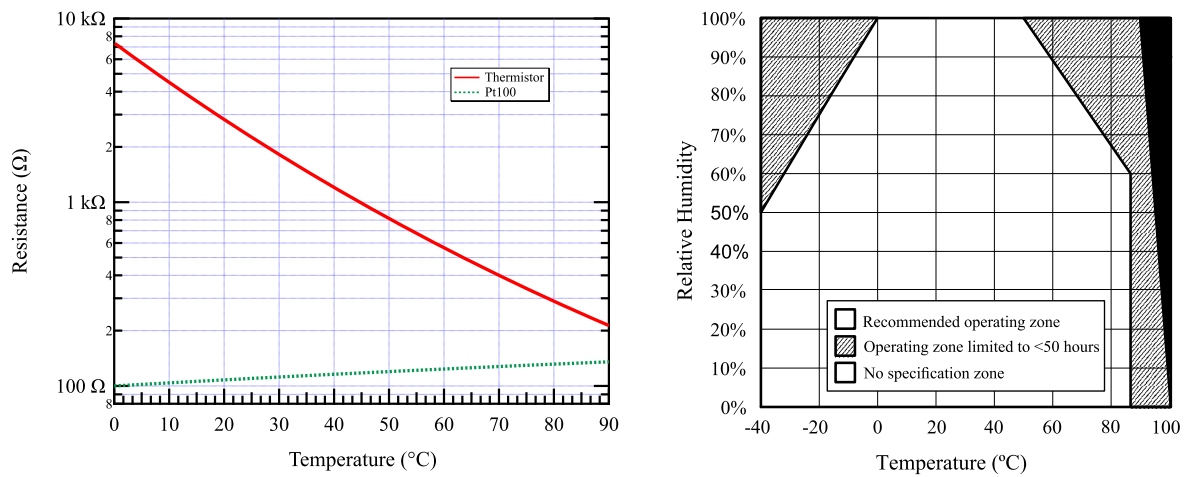 10 kΩ
8
6
4
2
1 kΩ
8
6
4
2
100 Ω
8
Resistance (Ω)
Thermistor
Pt100
0 10 20 30 40 50 60 70 80 90
Temperature (°C)
100%
90%
80%
70%
60%
50%
40%
30%
20%
10%
0%
Relative Humidity
Recommended operating zone
Operating zone limited to <50 hours
No specification zone
-40 -20 0 20 40 60 80 100
Temperature (ºC)